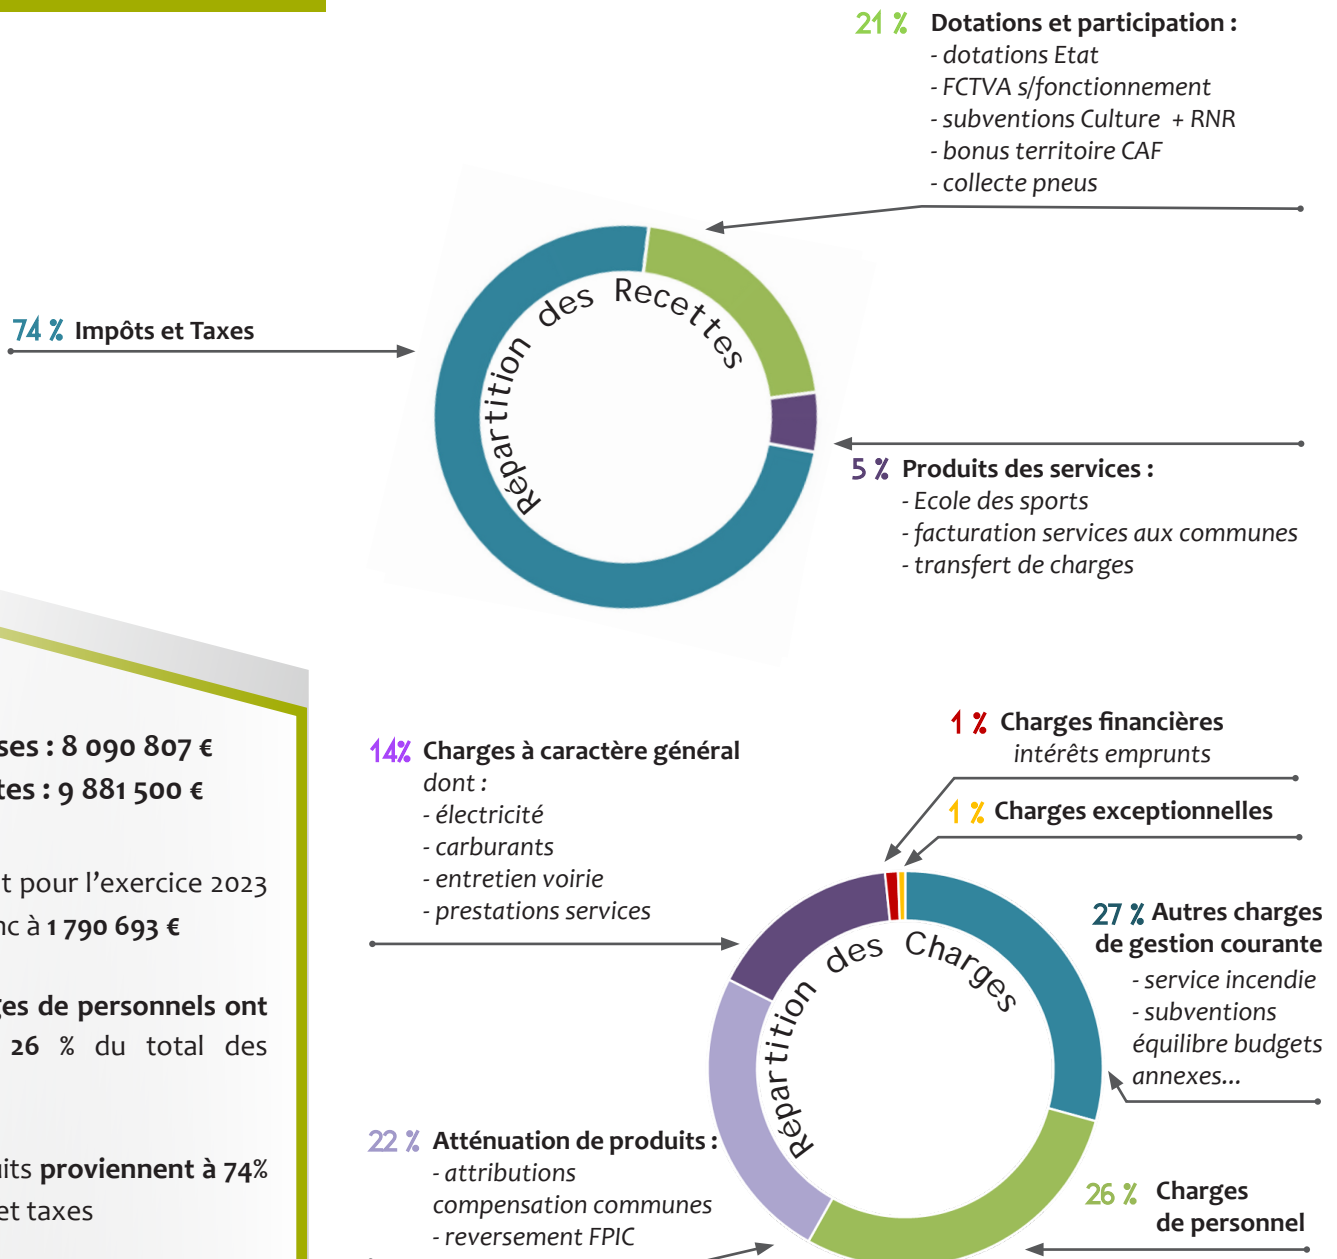 21 % Dotations et participation :
- dotations Etat
- FCTVA s/fonctionnement
- subventions Culture + RNR
- bonus territoire CAF
- collecte pneus
Répartition des Recettes
74 % Impôts et Taxes
5 % Produits des services :
- Ecole des sports
- facturation services aux communes
- transfert de charges
ses : 8 090 807 €
tes : 9 881 500 €
t pour l'exercice 2023
nc à 1 790 693 €
ges de personnels ont
26 % du total des
uits proviennent à 74%
et taxes
14% Charges à caractère général
dont :
- électricité
- carburants
- entretien voirie
- prestations services
1 % Charges financières
intérêts emprunts
1 % Charges exceptionnelles
Répartition des Charges
27 % Autres charges
de gestion courante
- service incendie
- subventions
équilibre budgets
annexes...
22 % Atténuation de produits :
- attributions
compensation communes
- reversement FPIC
26 % Charges
de personnel